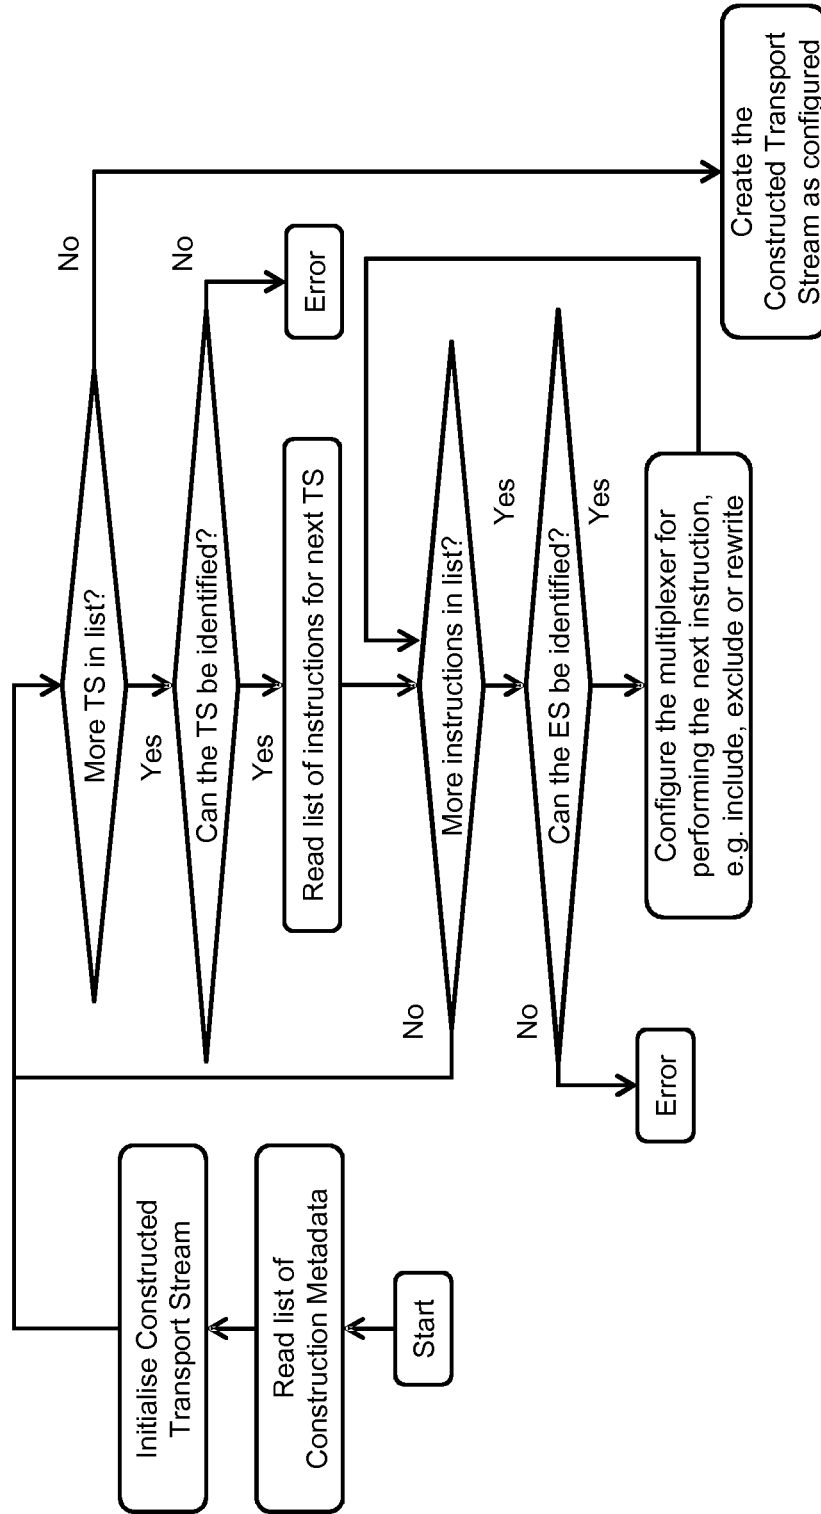 Start
Read list of
Construction Metadata
Initialise Constructed
Transport Stream
More TS in list?
No
Yes
Can the TS be identified?
No
Error
Yes
Read list of instructions for next TS
More instructions in list?
No
Yes
Can the ES be identified?
No
Error
Yes
Configure the multiplexer for
performing the next instruction,
e.g. include, exclude or rewrite
Create the
Constructed Transport
Stream as configured